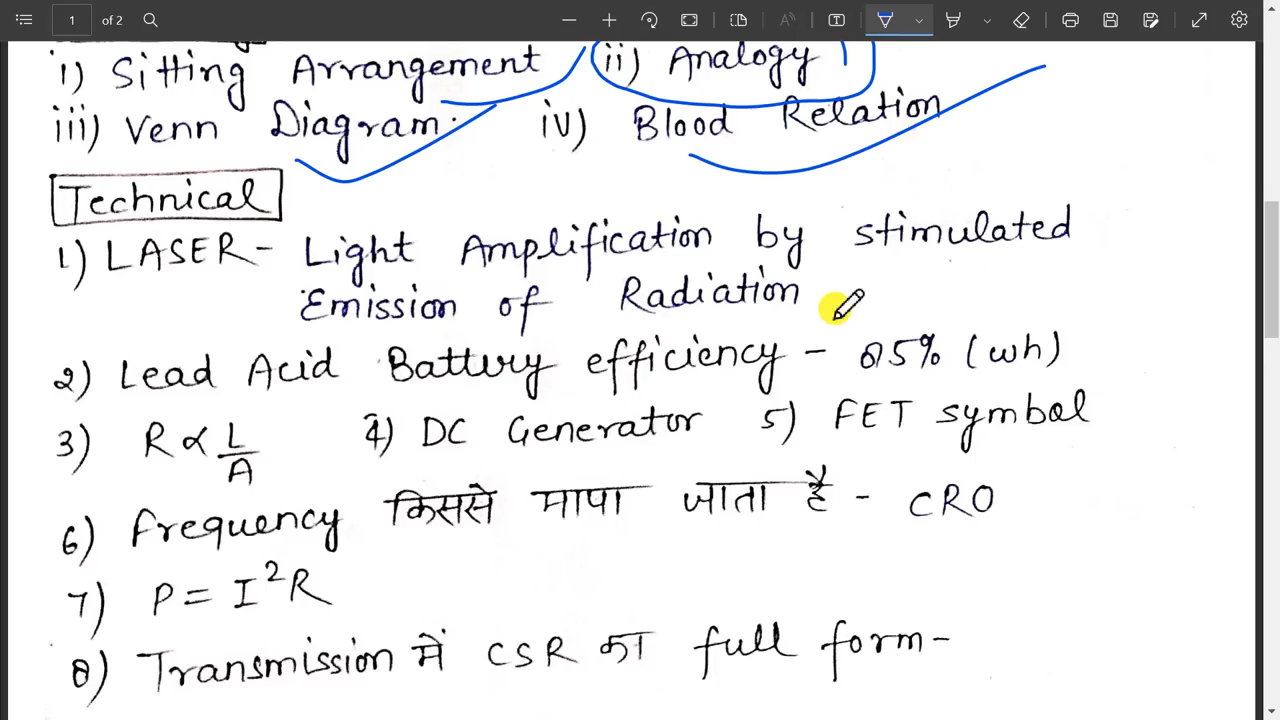 1 of 2
i) Sitting Arrangement ii) Analogy
iii) Venn Diagram. iv) Blood Relation
Technical
1) LASER - Light Amplification by stimulated
Emission of Radiation
2) Lead Acid Battery efficiency - 85% (wh)
3) R ∝ L/A 4) DC Generator 5) FET symbol
6) Frequency किससे मापा जाता है - CRO
7) P = I²R
8) Transmission में CSR का full form -